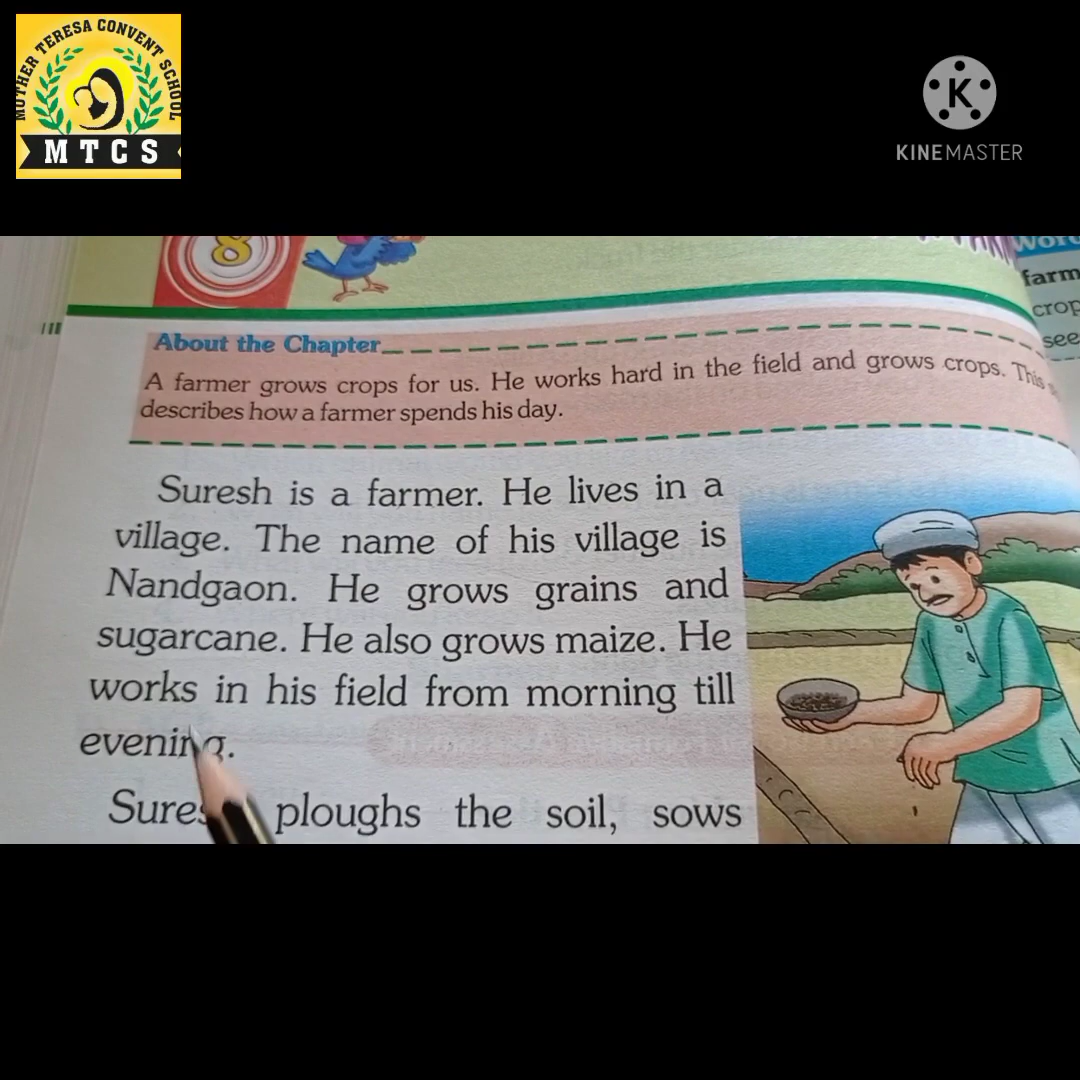 MOTHER TERESA CONVENT SCHOOL
MTCS
K
KINEMASTER
8
Word
farm
crop
see
About the Chapter
A farmer grows crops for us. He works hard in the field and grows crops. This
describes how a farmer spends his day.
Suresh is a farmer. He lives in a
village. The name of his village is
Nandgaon. He grows grains and
sugarcane. He also grows maize. He
works in his field from morning till
evening.
Sures ploughs the soil, sows